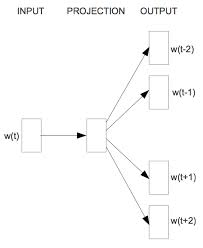 INPUT PROJECTION OUTPUT
w(t-2)
w(t-1)
w(t)
w(t+1)
w(t+2)